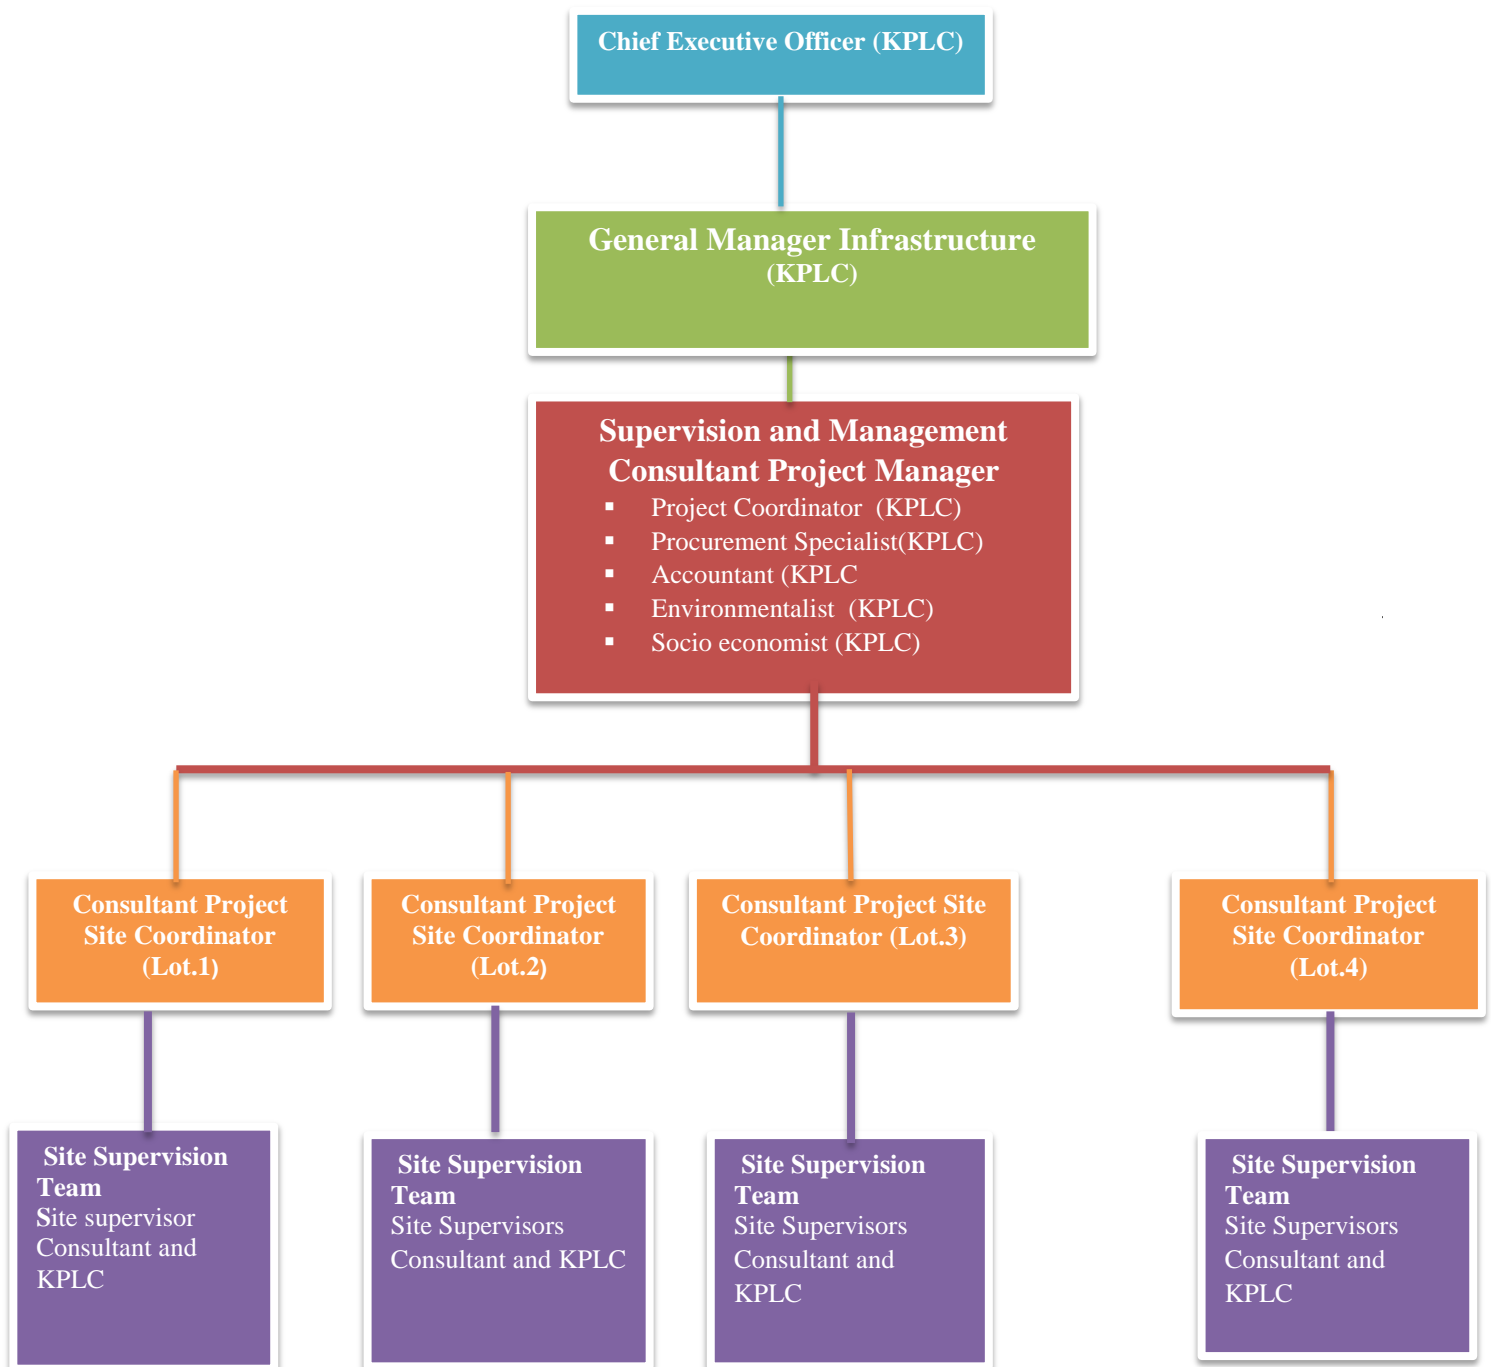 Chief Executive Officer (KPLC)
General Manager Infrastructure
(KPLC)
Supervision and Management
Consultant Project Manager
▪ Project Coordinator (KPLC)
▪ Procurement Specialist(KPLC)
▪ Accountant (KPLC
▪ Environmentalist (KPLC)
▪ Socio economist (KPLC)
Consultant Project
Site Coordinator
(Lot.1)
Consultant Project
Site Coordinator
(Lot.2)
Consultant Project Site
Coordinator (Lot.3)
Consultant Project
Site Coordinator
(Lot.4)
Site Supervision
Team
Site supervisor
Consultant and
KPLC
Site Supervision
Team
Site Supervisors
Consultant and KPLC
Site Supervision
Team
Site Supervisors
Consultant and
KPLC
Site Supervision
Team
Site Supervisors
Consultant and
KPLC